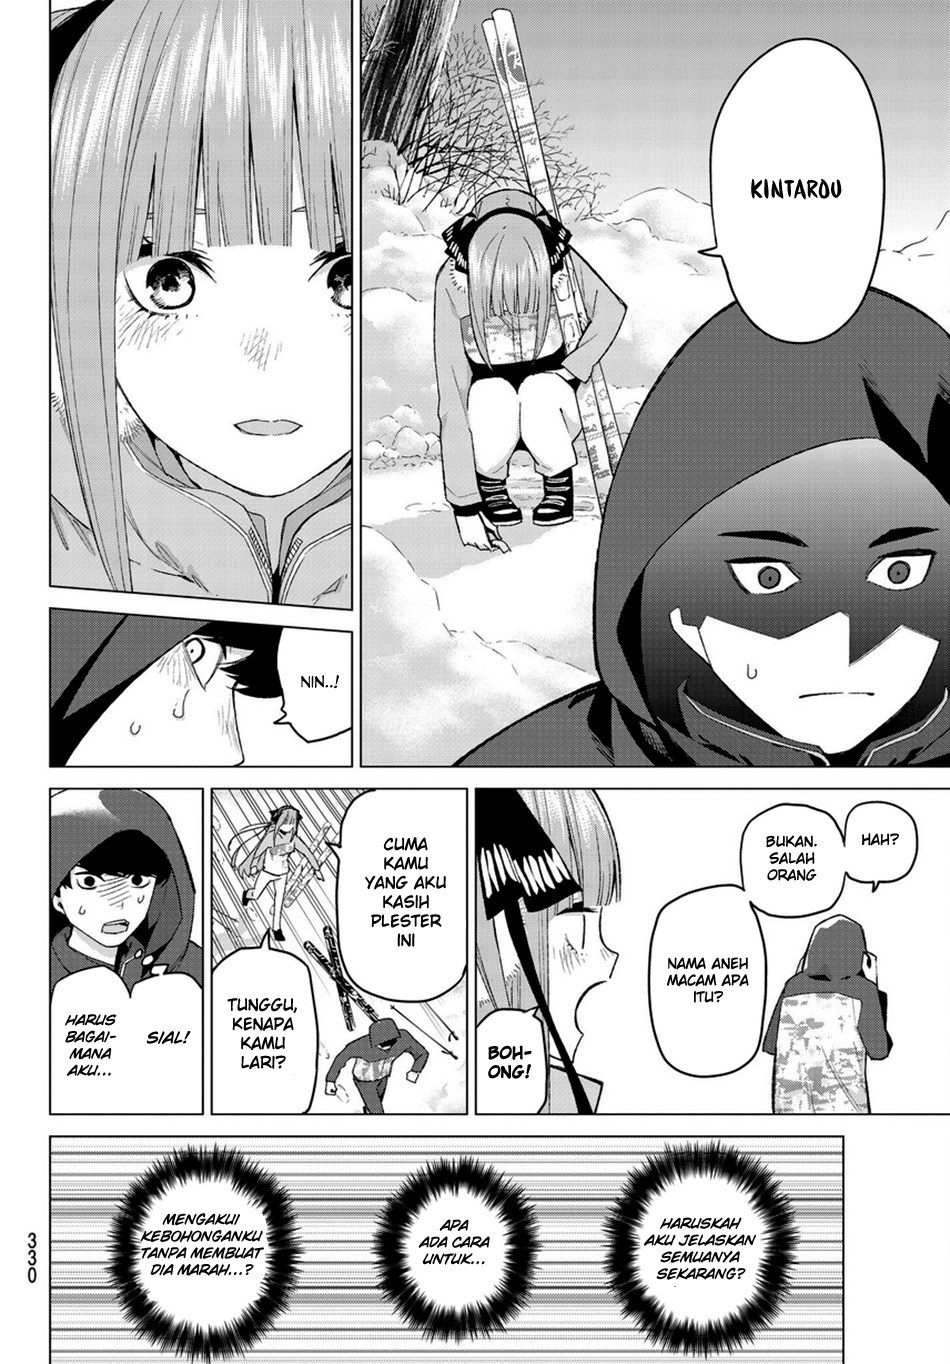 KINTAROU
NIN..!
HAH?
BUKAN.
SALAH
ORANG
NAMA ANEH
MACAM APA
ITU?
BOH-
ONG!
CUMA
KAMU
YANG AKU
KASIH
PLESTER
INI
TUNGGU,
KENAPA
KAMU
LARI?
SIAL!
HARUS
BAGAI-
MANA
AKU...
HARUSKAH
AKU JELASKAN
SEMUANYA
SEKARANG?
APA
ADA CARA
UNTUK...
MENGAKUI
KEBOHONGANKU
TANPA MEMBUAT
DIA MARAH...?
330